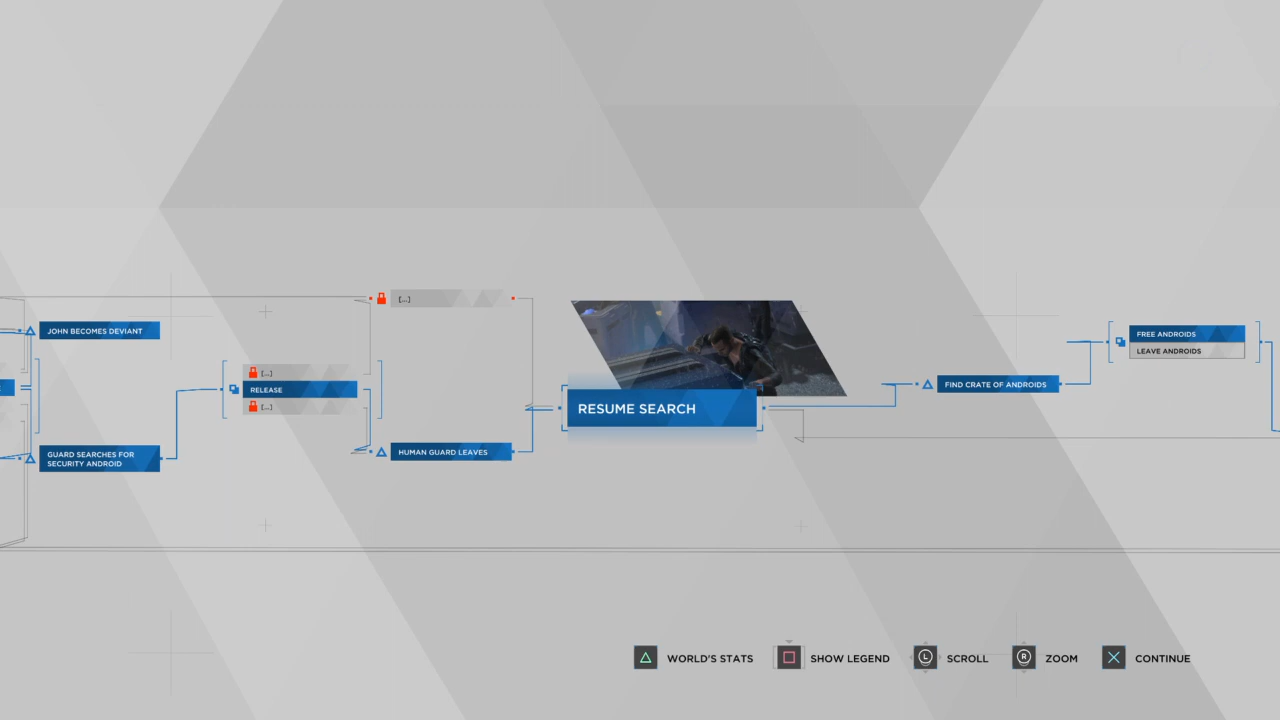 [...]
JOHN BECOMES DEVIANT
FREE ANDROIDS
LEAVE ANDROIDS
[...]
RELEASE
[...]
FIND CRATE OF ANDROIDS
RESUME SEARCH
GUARD SEARCHES FOR
SECURITY ANDROID
HUMAN GUARD LEAVES
WORLD'S STATS
SHOW LEGEND
L
SCROLL
R
ZOOM
CONTINUE